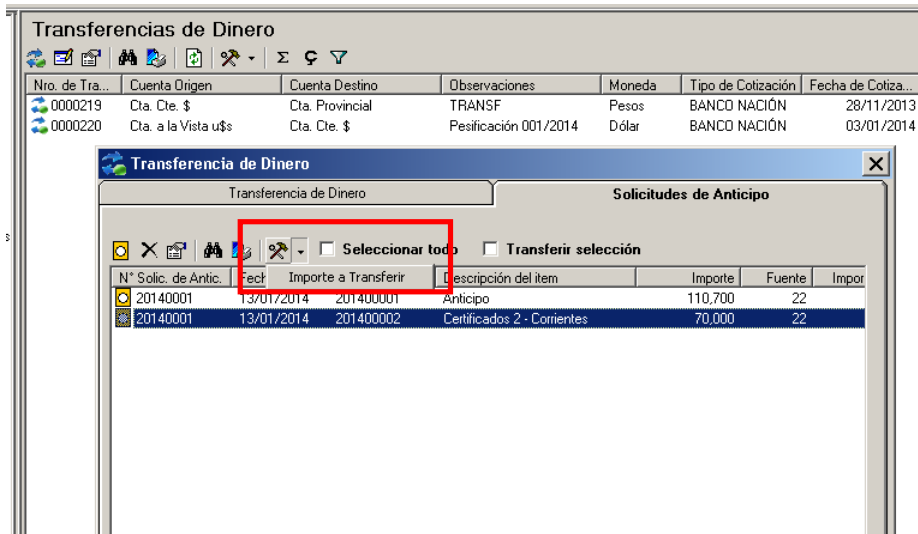 Transferencias de Dinero
Σ
Nro. de Tra... Cuenta Origen Cuenta Destino Observaciones Moneda Tipo de Cotización Fecha de Cotiza...
0000219 Cta. Cte. $ Cta. Provincial TRANSF Pesos BANCO NACIÓN 28/11/2013
0000220 Cta. a la Vista u$s Cta. Cte. $ Pesificación 001/2014 Dólar BANCO NACIÓN 03/01/2014
Transferencia de Dinero
Transferencia de Dinero Solicitudes de Anticipo
Seleccionar todo Transferir selección
N° Solic. de Antic. Fech Importe a Transferir Descripción del item Importe Fuente Impor
20140001 13/01/2014 201400001 Anticipo 110,700 22
20140001 13/01/2014 201400002 Certificados 2 - Corrientes 70,000 22